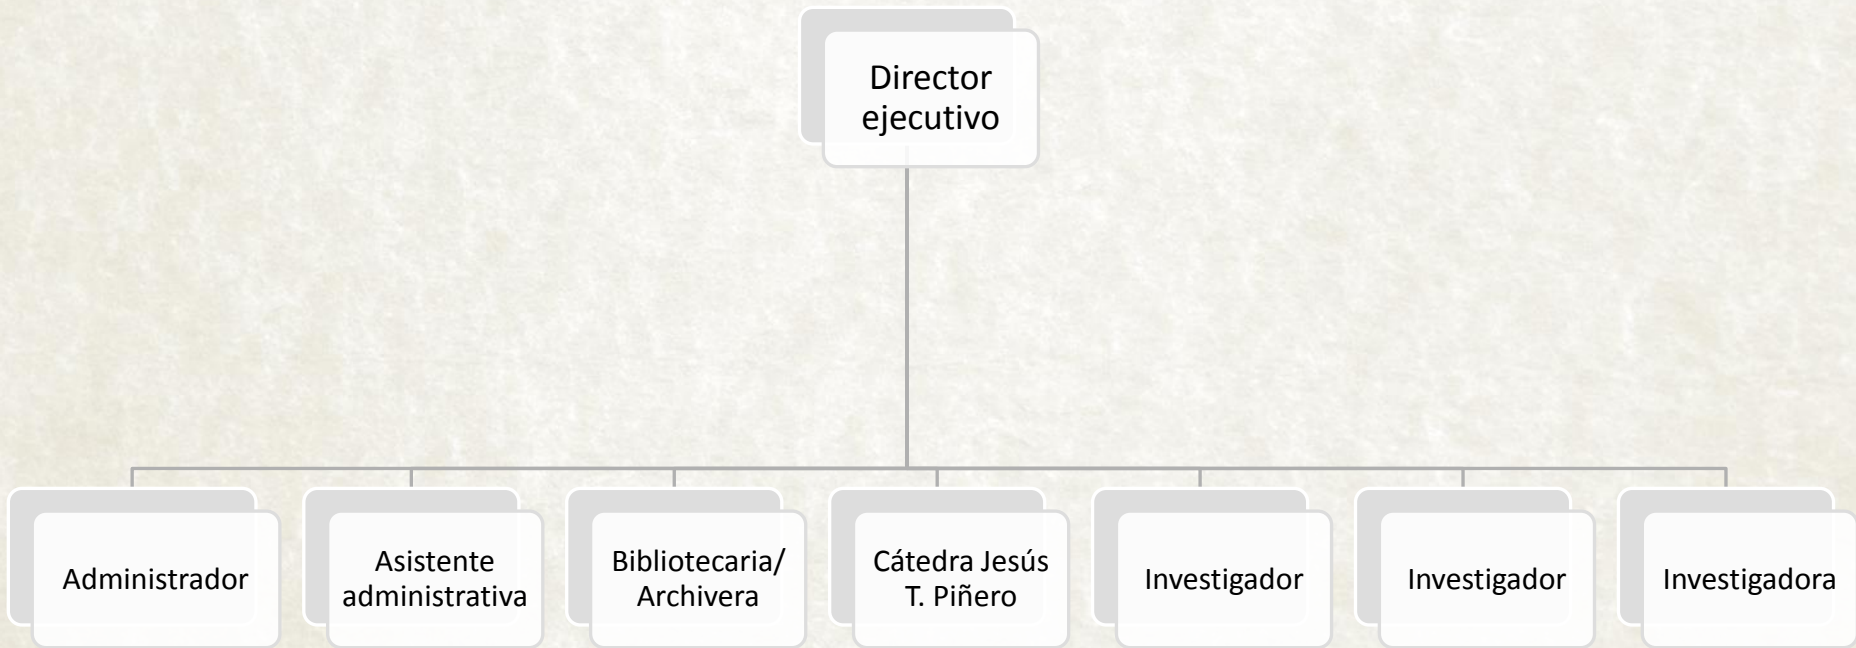 Director
ejecutivo
Administrador
Asistente
administrativa
Bibliotecaria/
Archivera
Cátedra Jesús
T. Piñero
Investigador
Investigador
Investigadora